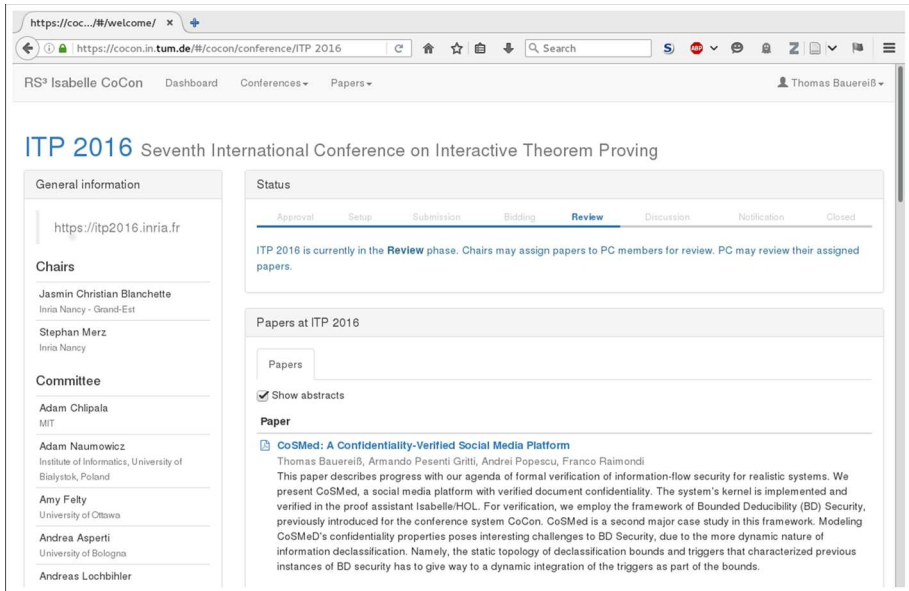 https://coc.../#/welcome/
https://cocon.in.tum.de/#/cocon/conference/ITP 2016
Search
RS³ Isabelle CoCon Dashboard Conferences Papers Thomas Bauereiß
ITP 2016 Seventh International Conference on Interactive Theorem Proving
General information
https://itp2016.inria.fr
Chairs
Jasmin Christian Blanchette
Inria Nancy - Grand-Est
Stephan Merz
Inria Nancy
Committee
Adam Chlipala
MIT
Adam Naumowicz
Institute of Informatics, University of
Bialystok, Poland
Amy Felty
University of Ottawa
Andrea Asperti
University of Bologna
Andreas Lochbihler
Status
Approval Setup Submission Bidding Review Discussion Notification Closed
ITP 2016 is currently in the Review phase. Chairs may assign papers to PC members for review. PC may review their assigned
papers.
Papers at ITP 2016
Papers
Show abstracts
Paper
CoSMed: A Confidentiality-Verified Social Media Platform
Thomas Bauereiß, Armando Pesenti Gritti, Andrei Popescu, Franco Raimondi
This paper describes progress with our agenda of formal verification of information-flow security for realistic systems. We
present CoSMed, a social media platform with verified document confidentiality. The system's kernel is implemented and
verified in the proof assistant Isabelle/HOL. For verification, we employ the framework of Bounded Deducibility (BD) Security,
previously introduced for the conference system CoCon. CoSMed is a second major case study in this framework. Modeling
CoSMeD's confidentiality properties poses interesting challenges to BD Security, due to the more dynamic nature of
information declassification. Namely, the static topology of declassification bounds and triggers that characterized previous
instances of BD security has to give way to a dynamic integration of the triggers as part of the bounds.